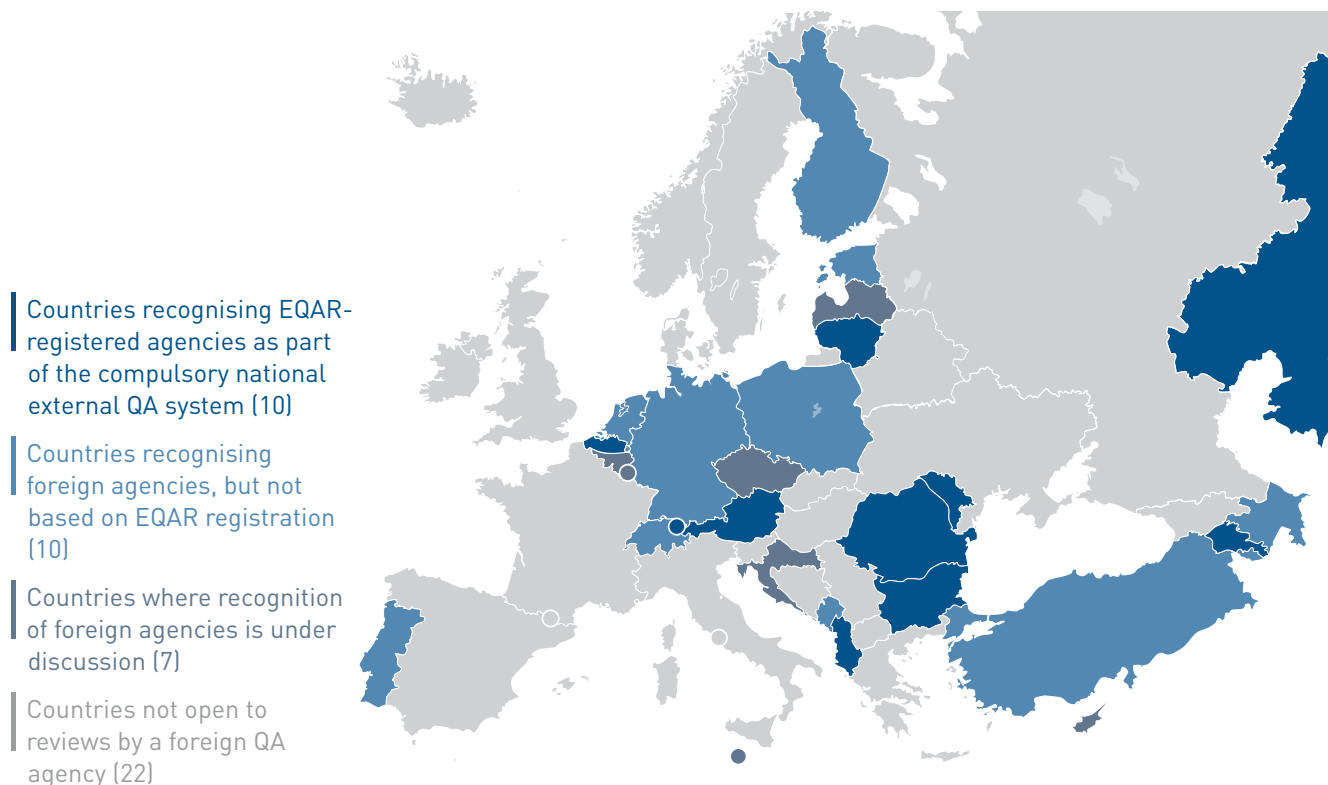 Countries recognising EQAR-
registered agencies as part
of the compulsory national
external QA system (10)
Countries recognising
foreign agencies, but not
based on EQAR registration
(10)
Countries where recognition
of foreign agencies is under
discussion (7)
Countries not open to
reviews by a foreign QA
agency (22)